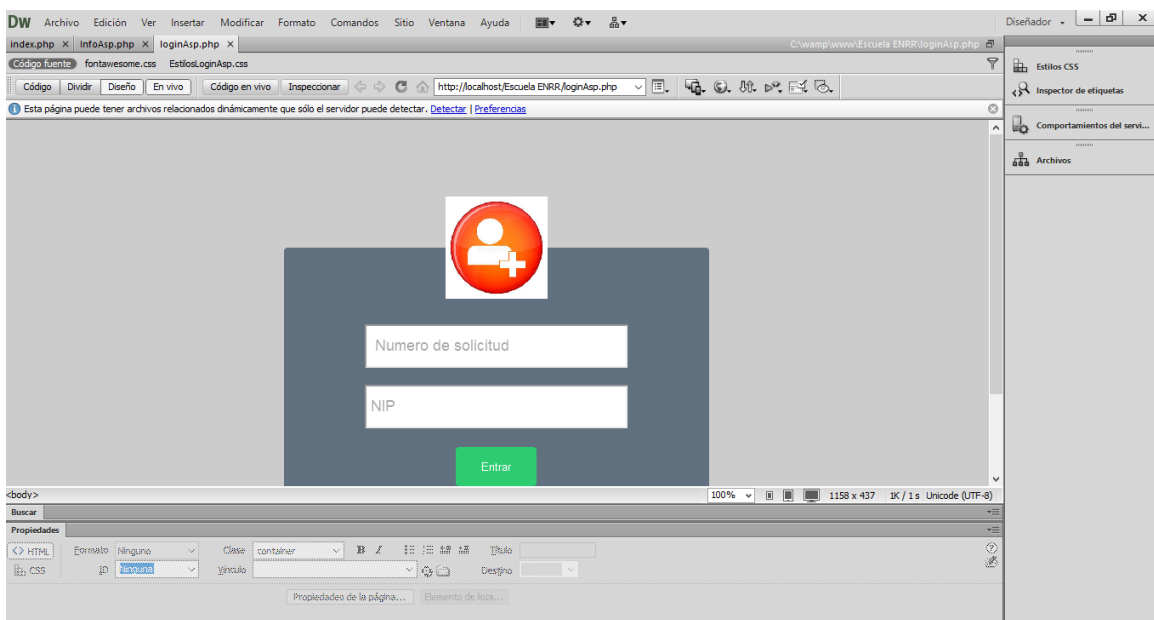 DW Archivo Edición Ver Insertar Modificar Formato Comandos Sitio Ventana Ayuda Diseñador
index.php × InfoAsp.php × loginAsp.php × C:\wamp\www\Escuela ENRR\loginAsp.php
Código fuente fontawesome.css EstilosLoginAsp.css
Código Dividir Diseño En vivo Código en vivo Inspeccionar http://localhost/Escuela ENRR/loginAsp.php
Esta página puede tener archivos relacionados dinámicamente que sólo el servidor puede detectar. Detectar | Preferencias
Estilos CSS
Inspector de etiquetas
Comportamientos del servi...
Archivos
Numero de solicitud
NIP
Entrar
<body> 100% 1158 x 437 1K / 1 s Unicode (UTF-8)
Buscar
Propiedades
<> HTML Formato Ninguno Clase container B I Título
CSS ID Ninguna Vínculo Destino
Propiedades de la página... Elemento de lista...